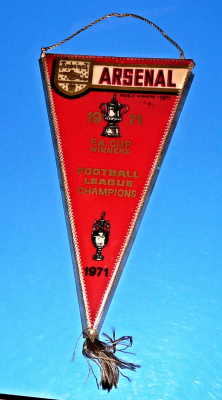 ARSENAL
19 71
F.A. CUP
WINNERS
FOOTBALL
LEAGUE
CHAMPIONS
1971